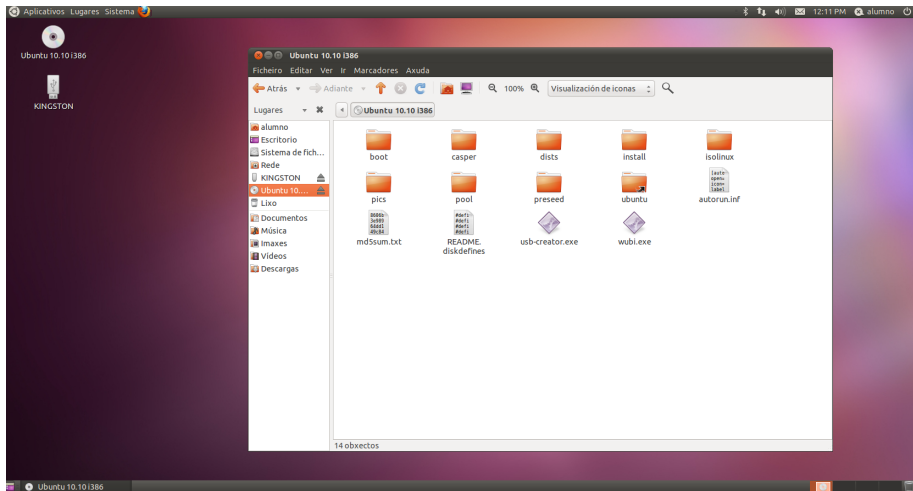 Aplicativos Lugares Sistema
12:11 PM alumno
Ubuntu 10.10 i386
KINGSTON
Ubuntu 10.10 i386
Ficheiro Editar Ver Ir Marcadores Axuda
Atrás Adiante 100% Visualización de iconas
Lugares Ubuntu 10.10 i386
alumno
Escritorio
Sistema de fich...
Rede
KINGSTON
Ubuntu 10....
Lixo
Documentos
Música
Imaxes
Vídeos
Descargas
boot casper dists install isolinux
pics pool preseed ubuntu autorun.inf
md5sum.txt README.diskdefines usb-creator.exe wubi.exe
14 obxectos
Ubuntu 10.10 i386